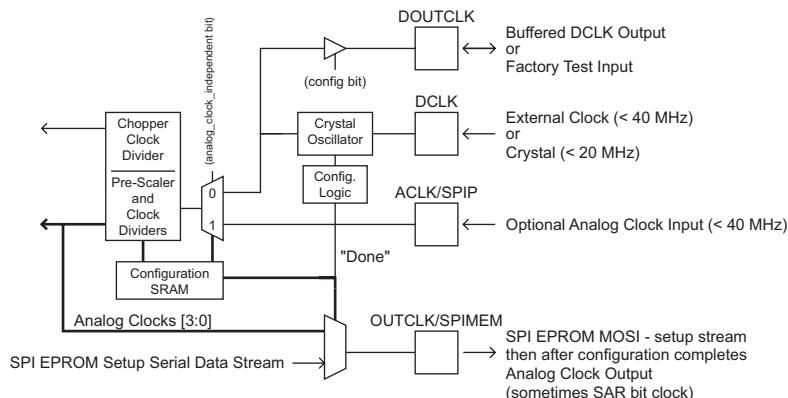 DOUTCLK
Buffered DCLK Output
or
Factory Test Input
(analog_clock_independent bit)
(config bit)
DCLK
External Clock (< 40 MHz)
or
Crystal (< 20 MHz)
Chopper
Clock
Divider
Crystal
Oscillator
Pre-Scaler
and
Clock
Dividers
Config.
Logic
0
1
ACLK/SPIP
Optional Analog Clock Input (< 40 MHz)
"Done"
Configuration
SRAM
Analog Clocks [3:0]
OUTCLK/SPIMEM
SPI EPROM Setup Serial Data Stream
SPI EPROM MOSI - setup stream
then after configuration completes
Analog Clock Output
(sometimes SAR bit clock)